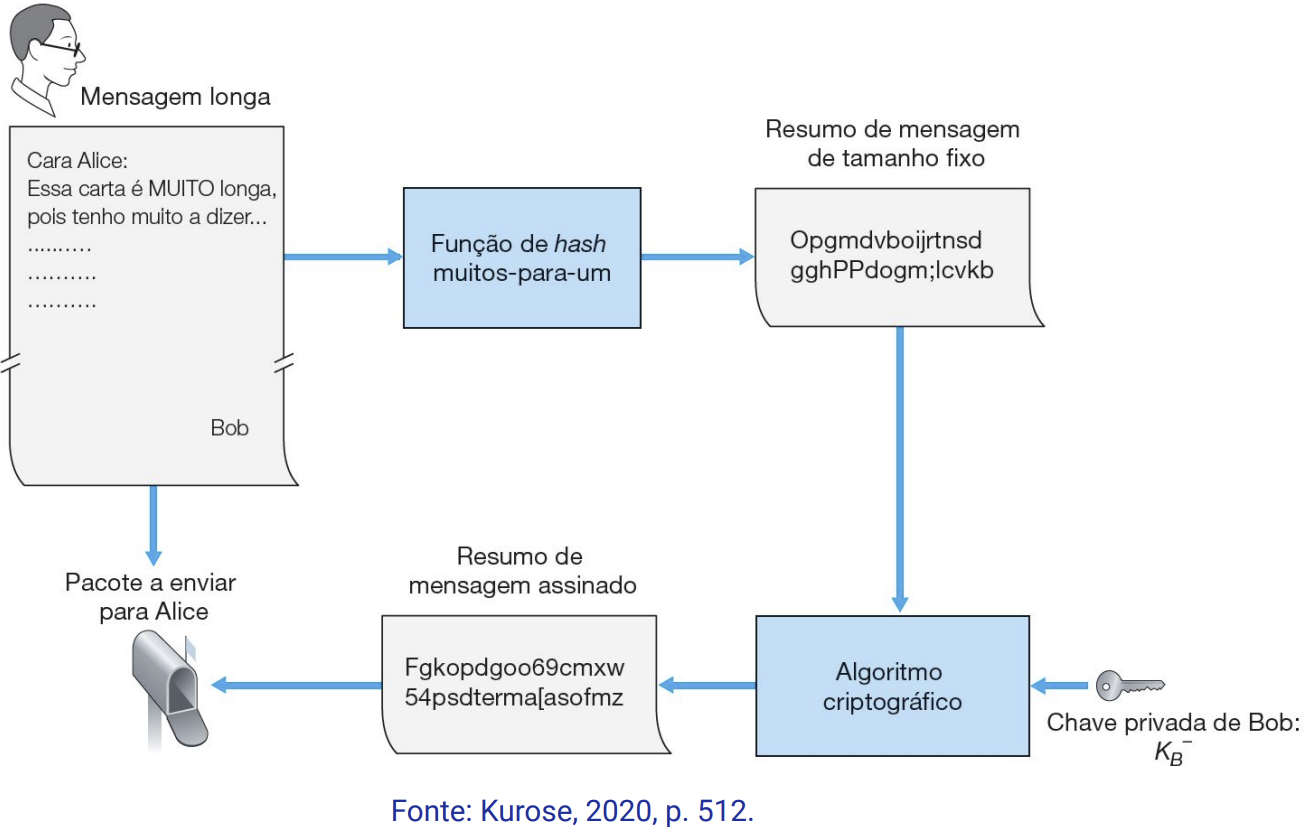 Mensagem longa
Cara Alice:
Essa carta é MUITO longa,
pois tenho muito a dizer...
..........
..........
..........
Bob
Função de hash
muitos-para-um
Resumo de mensagem
de tamanho fixo
Opgmdvboijrtnsd
gghPPdogm;lcvkb
Pacote a enviar
para Alice
Resumo de
mensagem assinado
Fgkopdgoo69cmxw
54psdterma[asofmz
Algoritmo
criptográfico
Chave privada de Bob:
K_B^-
Fonte: Kurose, 2020, p. 512.